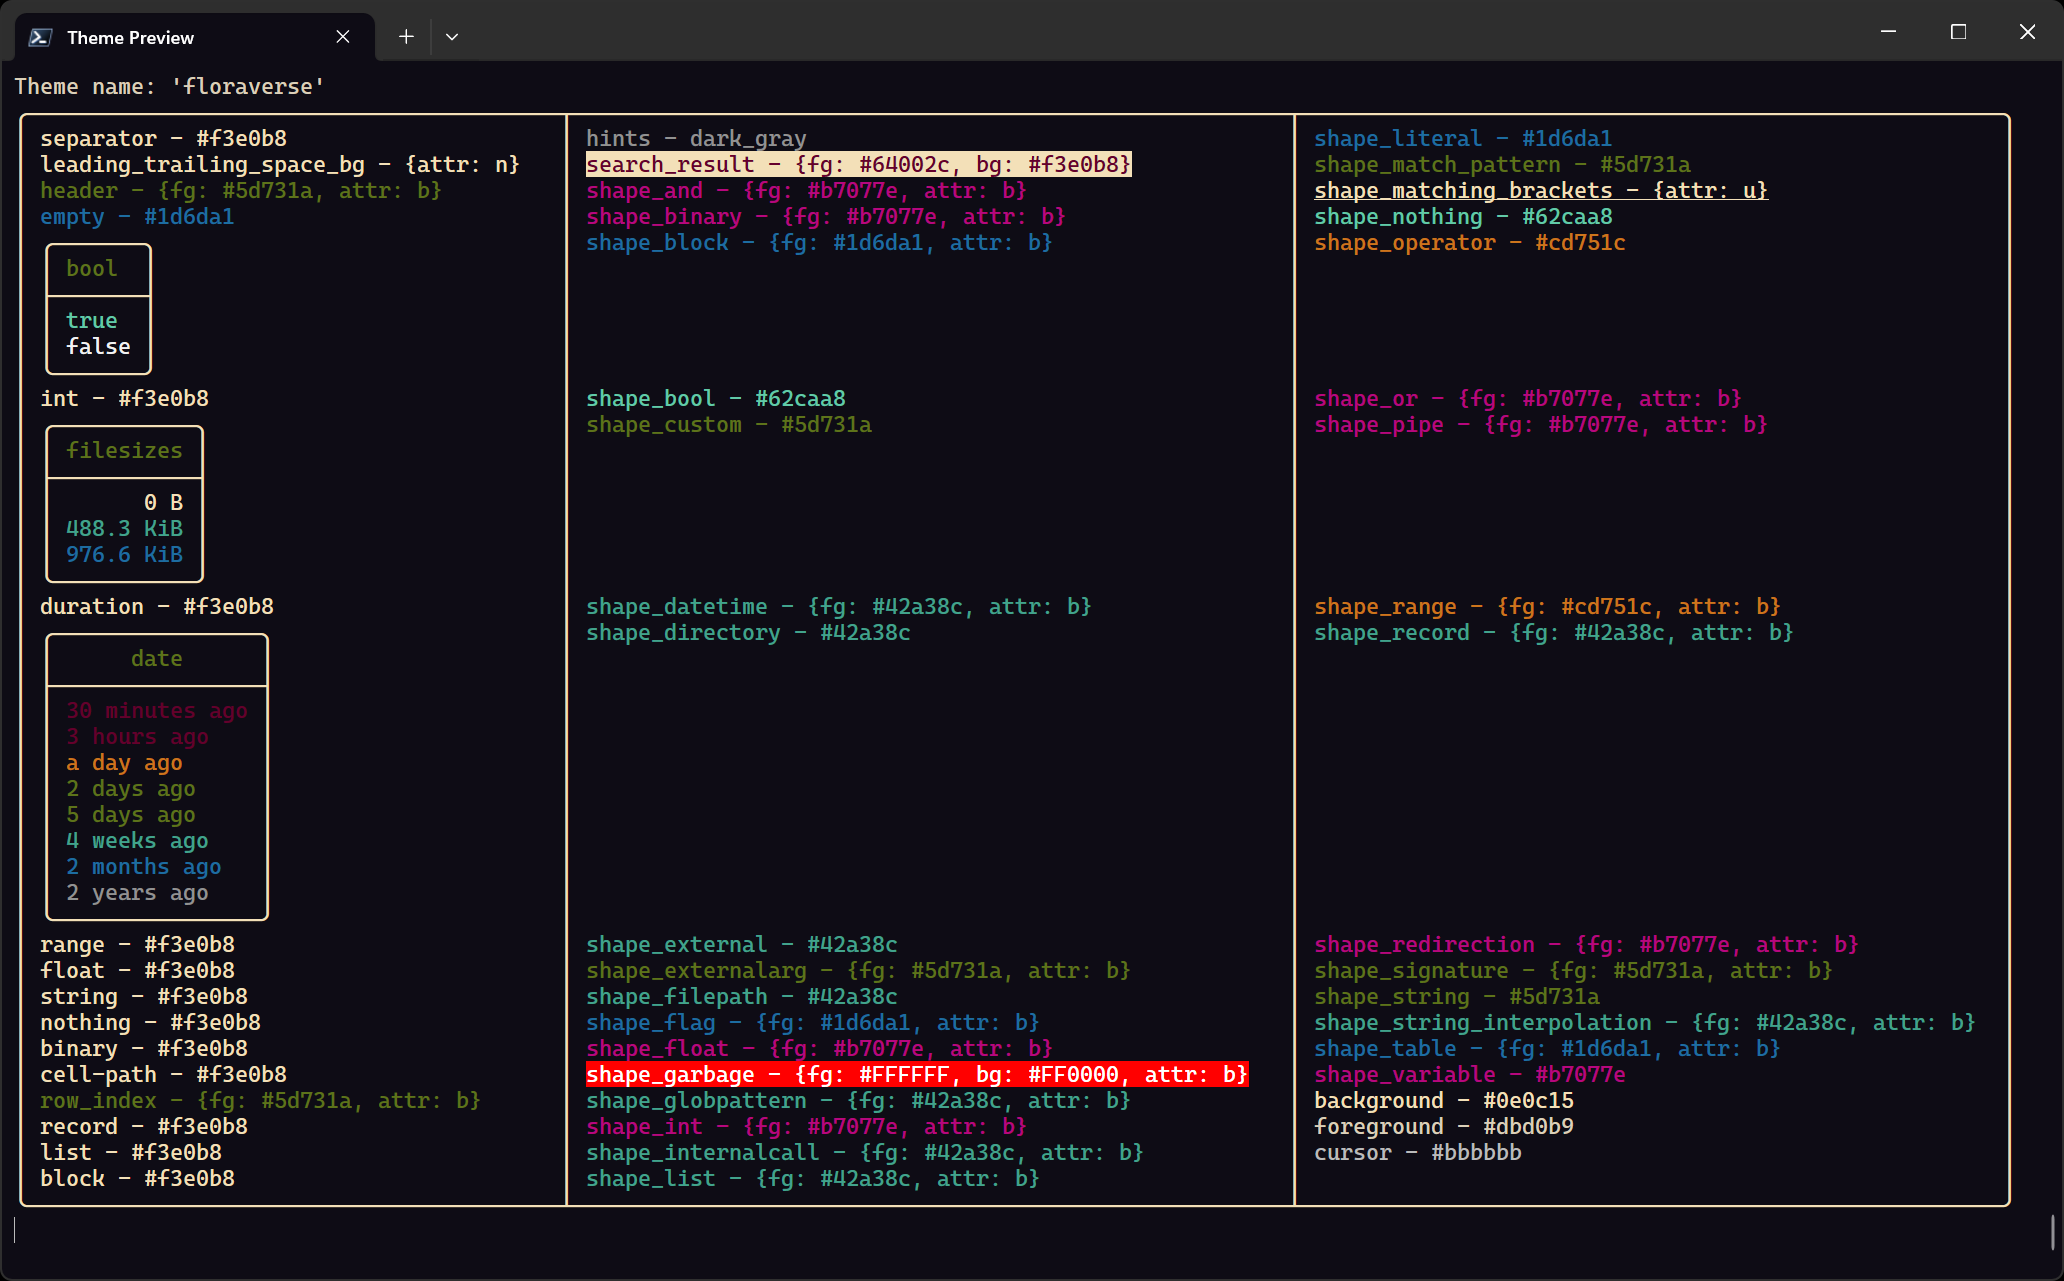 Theme Preview
Theme name: 'floraverse'
separator - #f3e0b8
leading_trailing_space_bg - {attr: n}
header - {fg: #5d731a, attr: b}
empty - #1d6da1
bool
true
false
int - #f3e0b8
filesizes
0 B
488.3 KiB
976.6 KiB
duration - #f3e0b8
date
30 minutes ago
3 hours ago
a day ago
2 days ago
5 days ago
4 weeks ago
2 months ago
2 years ago
range - #f3e0b8
float - #f3e0b8
string - #f3e0b8
nothing - #f3e0b8
binary - #f3e0b8
cell-path - #f3e0b8
row_index - {fg: #5d731a, attr: b}
record - #f3e0b8
list - #f3e0b8
block - #f3e0b8
hints - dark_gray
search_result - {fg: #64002c, bg: #f3e0b8}
shape_and - {fg: #b7077e, attr: b}
shape_binary - {fg: #b7077e, attr: b}
shape_block - {fg: #1d6da1, attr: b}
shape_bool - #62caa8
shape_custom - #5d731a
shape_datetime - {fg: #42a38c, attr: b}
shape_directory - #42a38c
shape_external - #42a38c
shape_externalarg - {fg: #5d731a, attr: b}
shape_filepath - #42a38c
shape_flag - {fg: #1d6da1, attr: b}
shape_float - {fg: #b7077e, attr: b}
shape_garbage - {fg: #FFFFFF, bg: #FF0000, attr: b}
shape_globpattern - {fg: #42a38c, attr: b}
shape_int - {fg: #b7077e, attr: b}
shape_internalcall - {fg: #42a38c, attr: b}
shape_list - {fg: #42a38c, attr: b}
shape_literal - #1d6da1
shape_match_pattern - #5d731a
shape_matching_brackets - {attr: u}
shape_nothing - #62caa8
shape_operator - #cd751c
shape_or - {fg: #b7077e, attr: b}
shape_pipe - {fg: #b7077e, attr: b}
shape_range - {fg: #cd751c, attr: b}
shape_record - {fg: #42a38c, attr: b}
shape_redirection - {fg: #b7077e, attr: b}
shape_signature - {fg: #5d731a, attr: b}
shape_string - #5d731a
shape_string_interpolation - {fg: #42a38c, attr: b}
shape_table - {fg: #1d6da1, attr: b}
shape_variable - #b7077e
background - #0e0c15
foreground - #dbd0b9
cursor - #bbbbbb